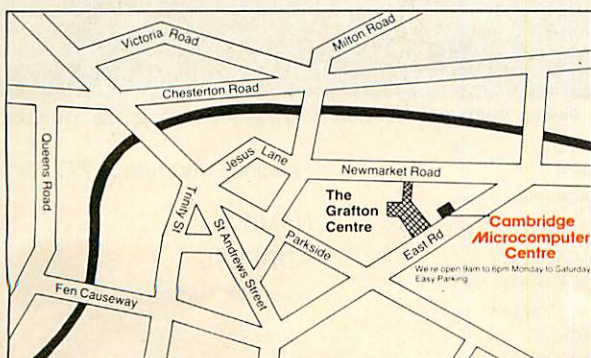 Victoria Road
Milton Road
Chesterton Road
Queens Road
Jesus Lane
Newmarket Road
Trinity St
The
Grafton
Centre
St Andrews Street
Parkside
East Rd
Cambridge
Microcomputer
Centre
We're open 9am to 6pm Monday to Saturday
Easy Parking
Fen Causeway